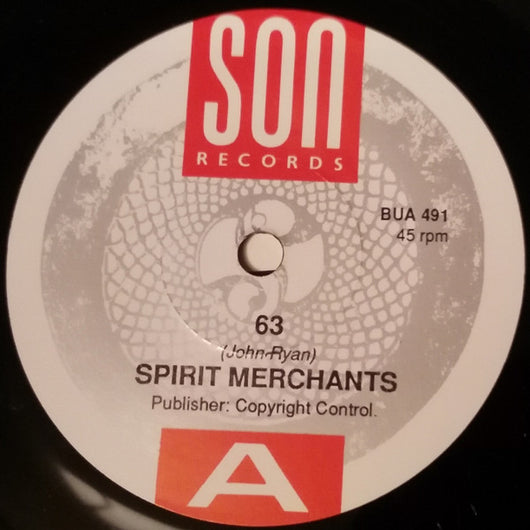 SON
RECORDS
BUA 491
45 rpm
63
(John Ryan)
SPIRIT MERCHANTS
Publisher: Copyright Control.
A